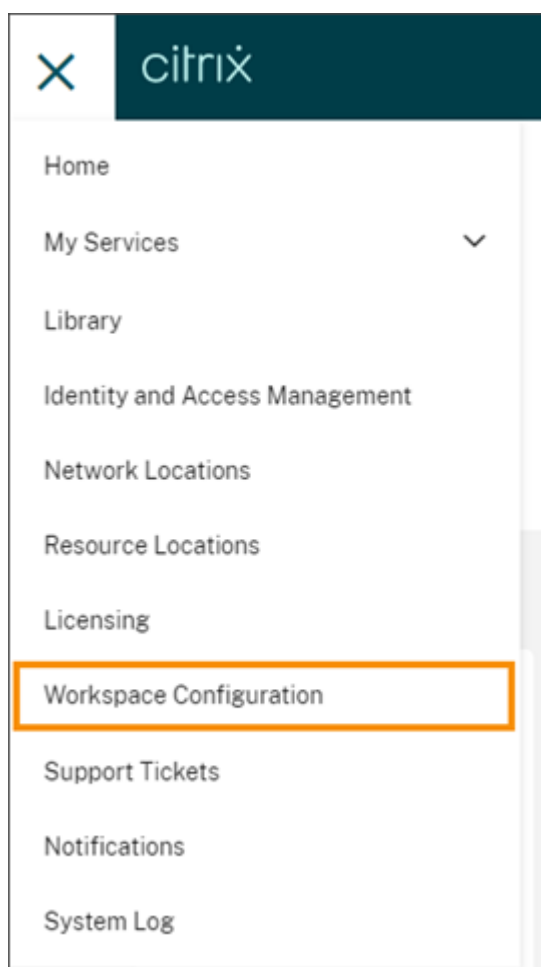 citrix
Home
My Services
Library
Identity and Access Management
Network Locations
Resource Locations
Licensing
Workspace Configuration
Support Tickets
Notifications
System Log